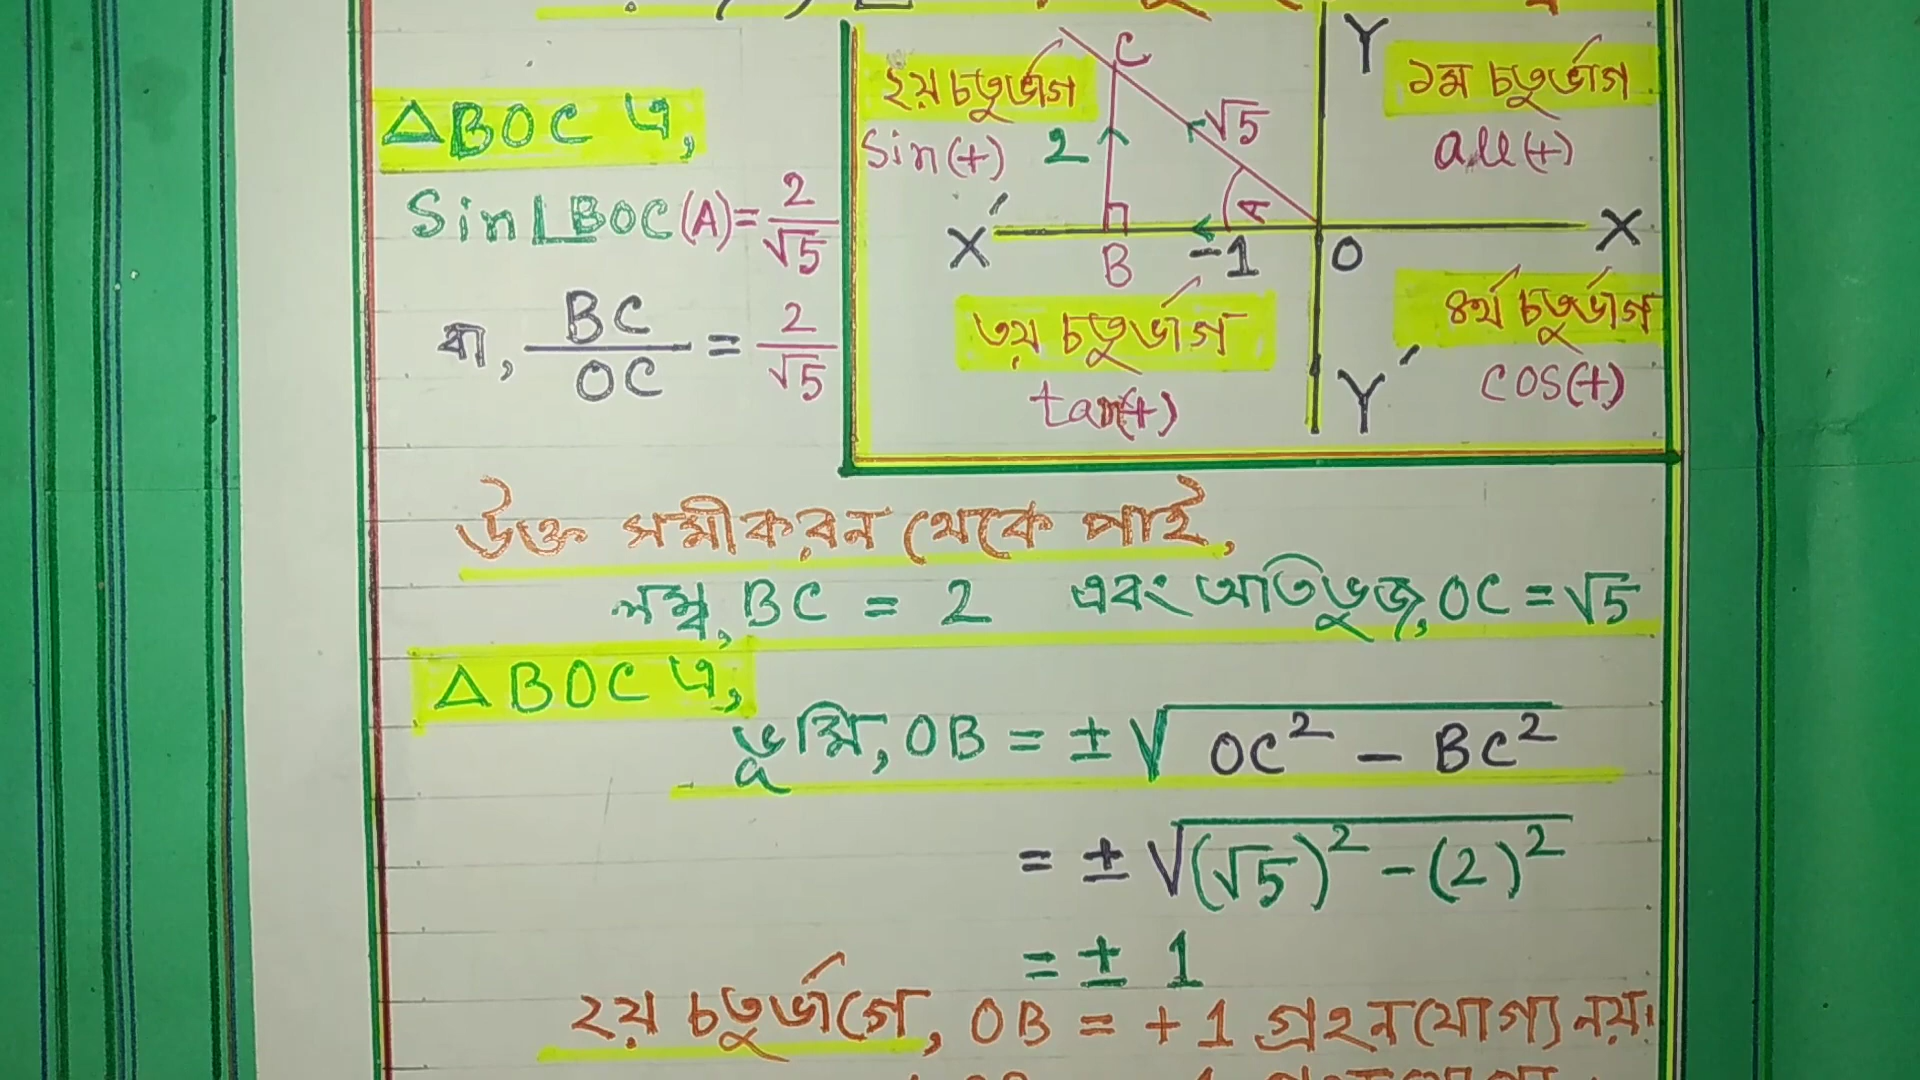 △BOC এ,
Sin∠BOC(A) = 2/√5
বা, BC/OC = 2/√5
২য় চতুর্ভাগ
Sin(+)
C
2
√5
A
B
-1
O
X′
X
Y
Y′
১ম চতুর্ভাগ
all(+)
৩য় চতুর্ভাগ
tan(+)
৪র্থ চতুর্ভাগ
cos(+)
উক্ত সমীকরন থেকে পাই,
লম্ব, BC = 2 এবং অতিভুজ, OC = √5
△BOC এ,
ভূমি, OB = ±√(OC² − BC²)
= ±√((√5)² − (2)²)
= ± 1
২য় চতুর্ভাগে, OB = +1 গ্রহনযোগ্য নয়।